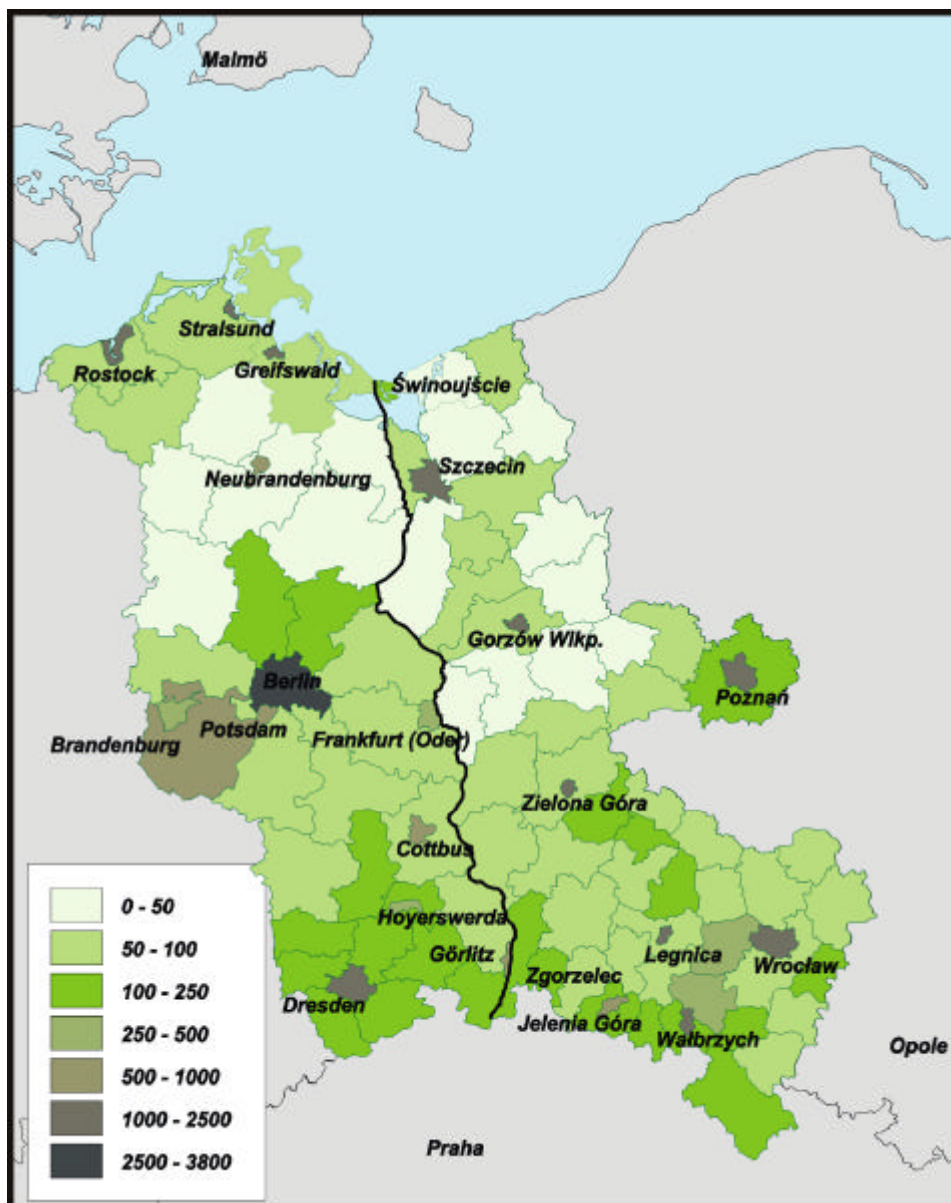 Malmö
Stralsund
Rostock
Greifswald
Świnoujście
Neubrandenburg
Szczecin
Gorzów Wlkp.
Berlin
Poznań
Potsdam
Frankfurt (Oder)
Brandenburg
Zielona Góra
Cottbus
Hoyerswerda
Görlitz
Legnica
Wrocław
Zgorzelec
Dresden
Jelenia Góra
Wałbrzych
Opole
Praha
0 - 50
50 - 100
100 - 250
250 - 500
500 - 1000
1000 - 2500
2500 - 3800